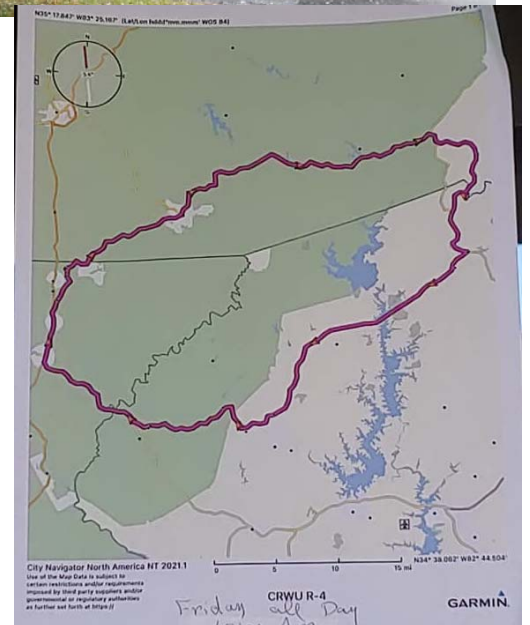 N35° 17.647' W83° 25.167' (Lat/Lon hddd°mm.mmm' WGS 84)
Page 1
N
0
5
10
15 mi
N34° 38.062' W82° 44.504'
City Navigator North America NT 2021.1
Use of the Map Data is subject to
certain restrictions and/or requirements
imposed by third party suppliers and/or
governmental or regulatory authorities
as further set forth at https://
CRWU R-4
GARMIN.
Friday all Day